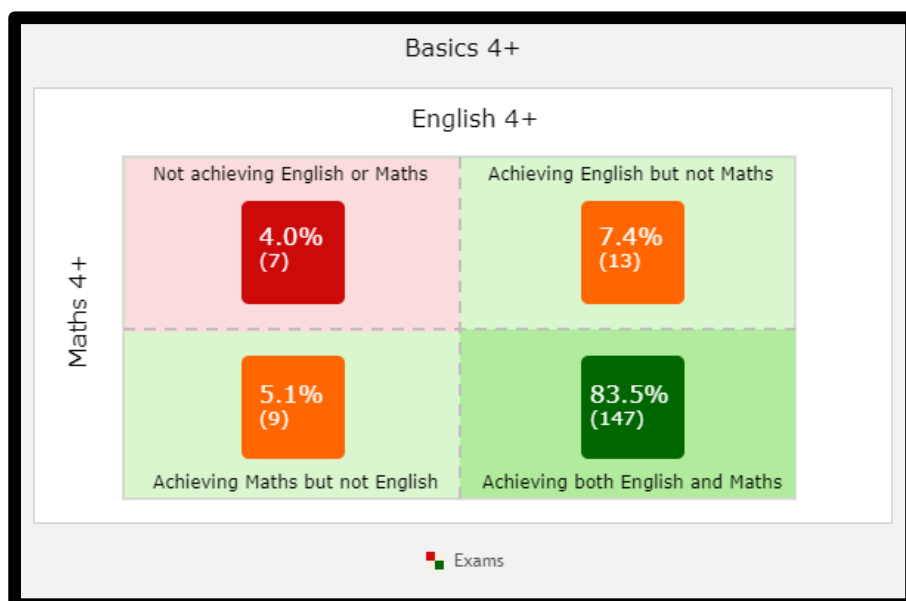 Basics 4+
English 4+
Not achieving English or Maths
Achieving English but not Maths
4.0%
(7)
7.4%
(13)
Maths 4+
5.1%
(9)
83.5%
(147)
Achieving Maths but not English
Achieving both English and Maths
Exams